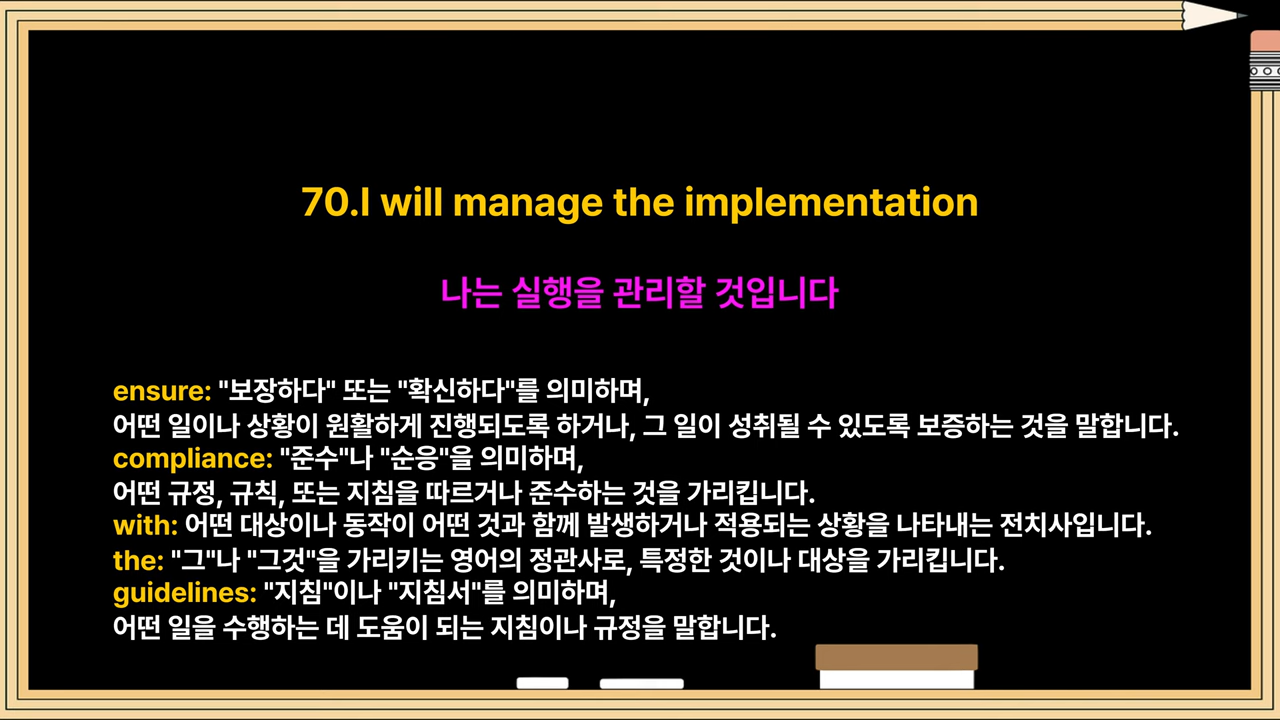 70.I will manage the implementation
나는 실행을 관리할 것입니다
ensure: "보장하다" 또는 "확신하다"를 의미하며,
어떤 일이나 상황이 원활하게 진행되도록 하거나, 그 일이 성취될 수 있도록 보증하는 것을 말합니다.
compliance: "준수"나 "순응"을 의미하며,
어떤 규정, 규칙, 또는 지침을 따르거나 준수하는 것을 가리킵니다.
with: 어떤 대상이나 동작이 어떤 것과 함께 발생하거나 적용되는 상황을 나타내는 전치사입니다.
the: "그"나 "그것"을 가리키는 영어의 정관사로, 특정한 것이나 대상을 가리킵니다.
guidelines: "지침"이나 "지침서"를 의미하며,
어떤 일을 수행하는 데 도움이 되는 지침이나 규정을 말합니다.